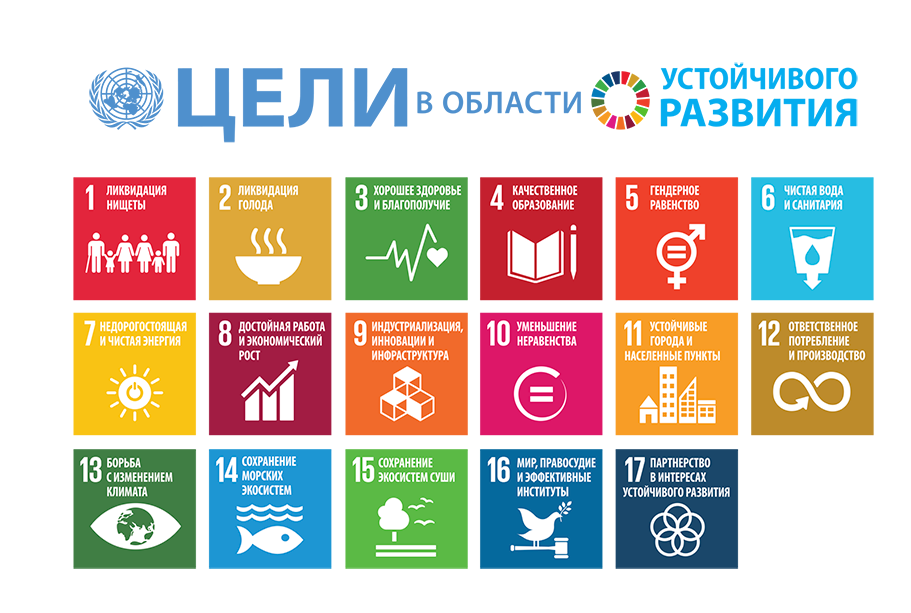 ЦЕЛИ В ОБЛАСТИ
УСТОЙЧИВОГО
РАЗВИТИЯ
1 ЛИКВИДАЦИЯ
НИЩЕТЫ
2 ЛИКВИДАЦИЯ
ГОЛОДА
3 ХОРОШЕЕ ЗДОРОВЬЕ
И БЛАГОПОЛУЧИЕ
4 КАЧЕСТВЕННОЕ
ОБРАЗОВАНИЕ
5 ГЕНДЕРНОЕ
РАВЕНСТВО
6 ЧИСТАЯ ВОДА
И САНИТАРИЯ
7 НЕДОРОГОСТОЯЩАЯ
И ЧИСТАЯ ЭНЕРГИЯ
8 ДОСТОЙНАЯ РАБОТА
И ЭКОНОМИЧЕСКИЙ
РОСТ
9 ИНДУСТРИАЛИЗАЦИЯ,
ИННОВАЦИИ И
ИНФРАСТРУКТУРА
10 УМЕНЬШЕНИЕ
НЕРАВЕНСТВА
11 УСТОЙЧИВЫЕ
ГОРОДА И
НАСЕЛЕННЫЕ ПУНКТЫ
12 ОТВЕТСТВЕННОЕ
ПОТРЕБЛЕНИЕ
И ПРОИЗВОДСТВО
13 БОРЬБА
С ИЗМЕНЕНИЕМ
КЛИМАТА
14 СОХРАНЕНИЕ
МОРСКИХ
ЭКОСИСТЕМ
15 СОХРАНЕНИЕ
ЭКОСИСТЕМ СУШИ
16 МИР, ПРАВОСУДИЕ
И ЭФФЕКТИВНЫЕ
ИНСТИТУТЫ
17 ПАРТНЕРСТВО
В ИНТЕРЕСАХ
УСТОЙЧИВОГО РАЗВИТИЯ